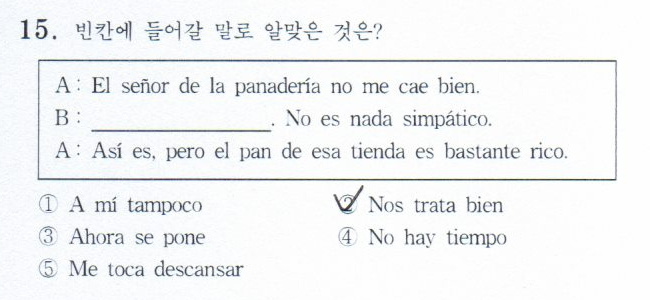 15. 빈칸에 들어갈 말로 알맞은 것은?
A : El señor de la panadería no me cae bien.
B : ____________. No es nada simpático.
A : Así es, pero el pan de esa tienda es bastante rico.
① A mí tampoco ② Nos trata bien
③ Ahora se pone ④ No hay tiempo
⑤ Me toca descansar